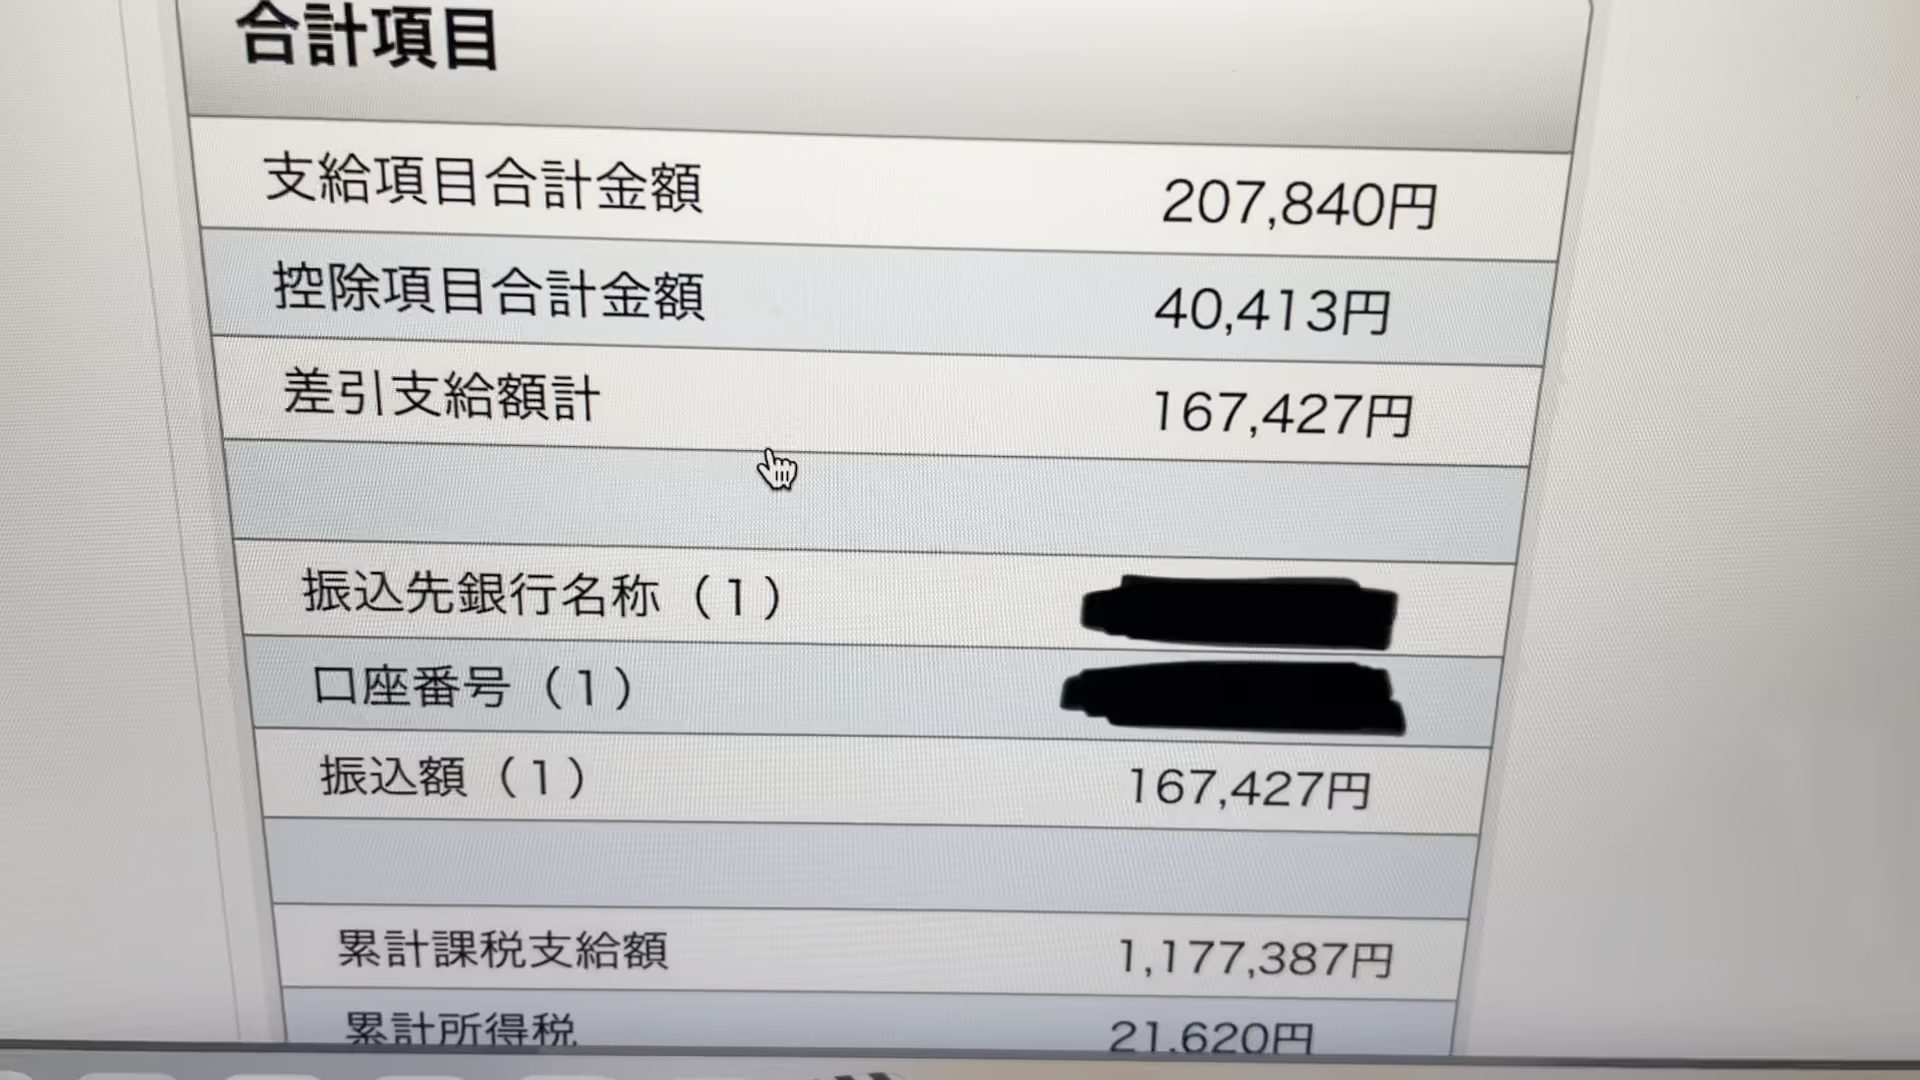 合計項目
支給項目合計金額 207,840円
控除項目合計金額 40,413円
差引支給額計 167,427円
振込先銀行名称（1）
口座番号（1）
振込額（1） 167,427円
累計課税支給額 1,177,387円
累計所得税 21,620円